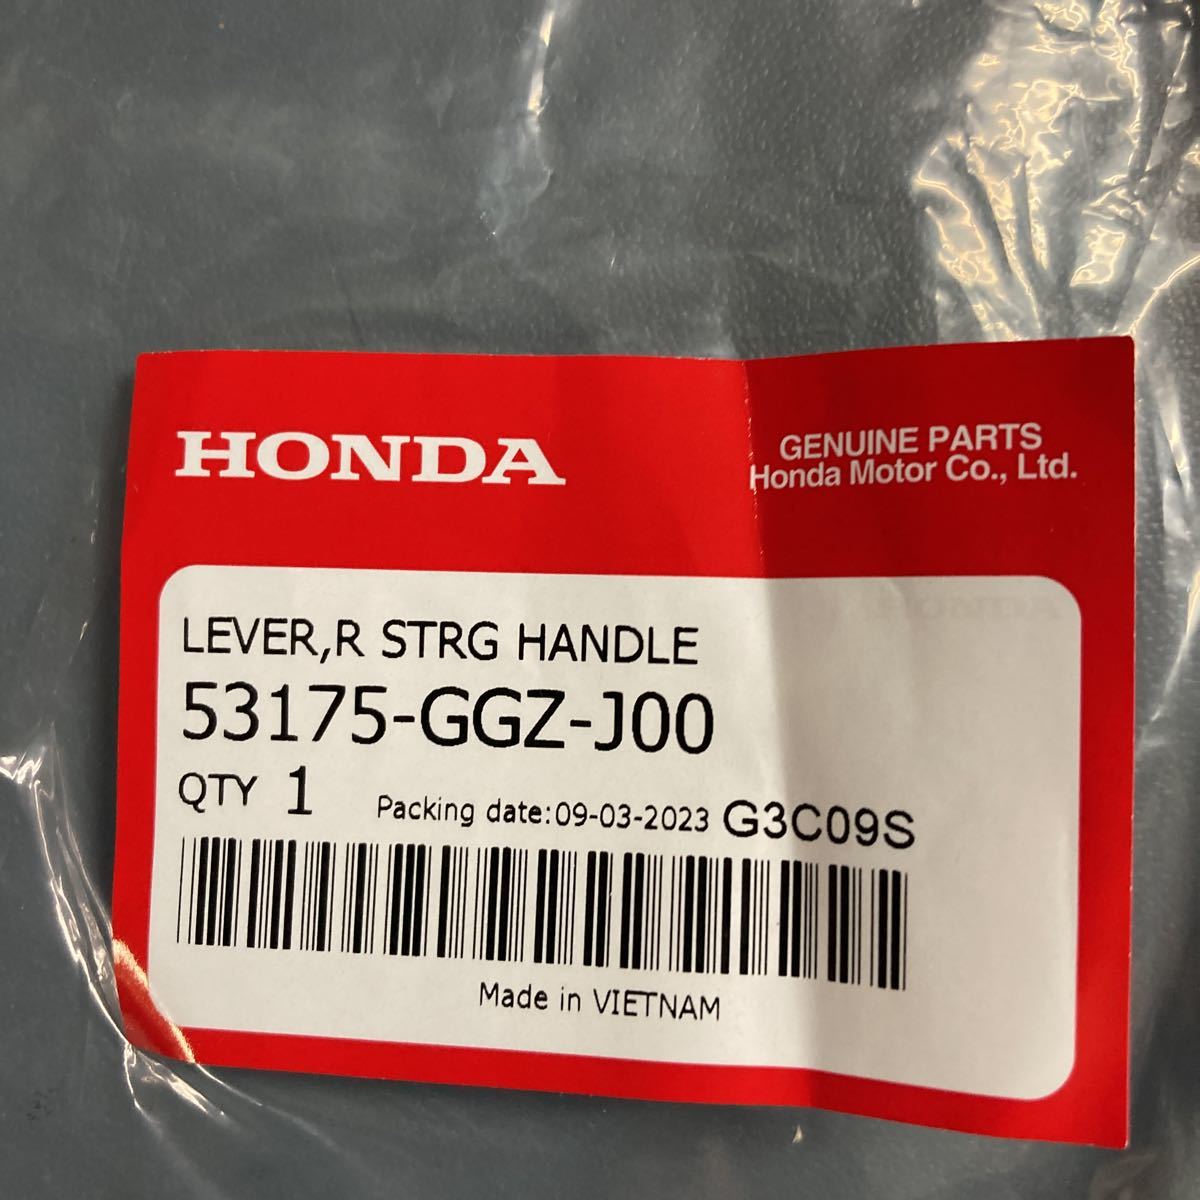 HONDA
GENUINE PARTS
Honda Motor Co., Ltd.
LEVER,R STRG HANDLE
53175-GGZ-J00
QTY 1 Packing date:09-03-2023 G3C09S
Made in VIETNAM